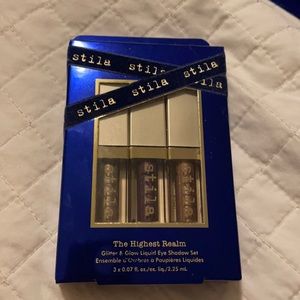 stila stila stila
stila stila stila
stila stila stila
The Highest Realm
Glitter & Glow Liquid Eye Shadow Set
Ensemble d'Ombres à Paupières Liquides
3 x 0.07 fl. oz./oz. liq./2.25 mL